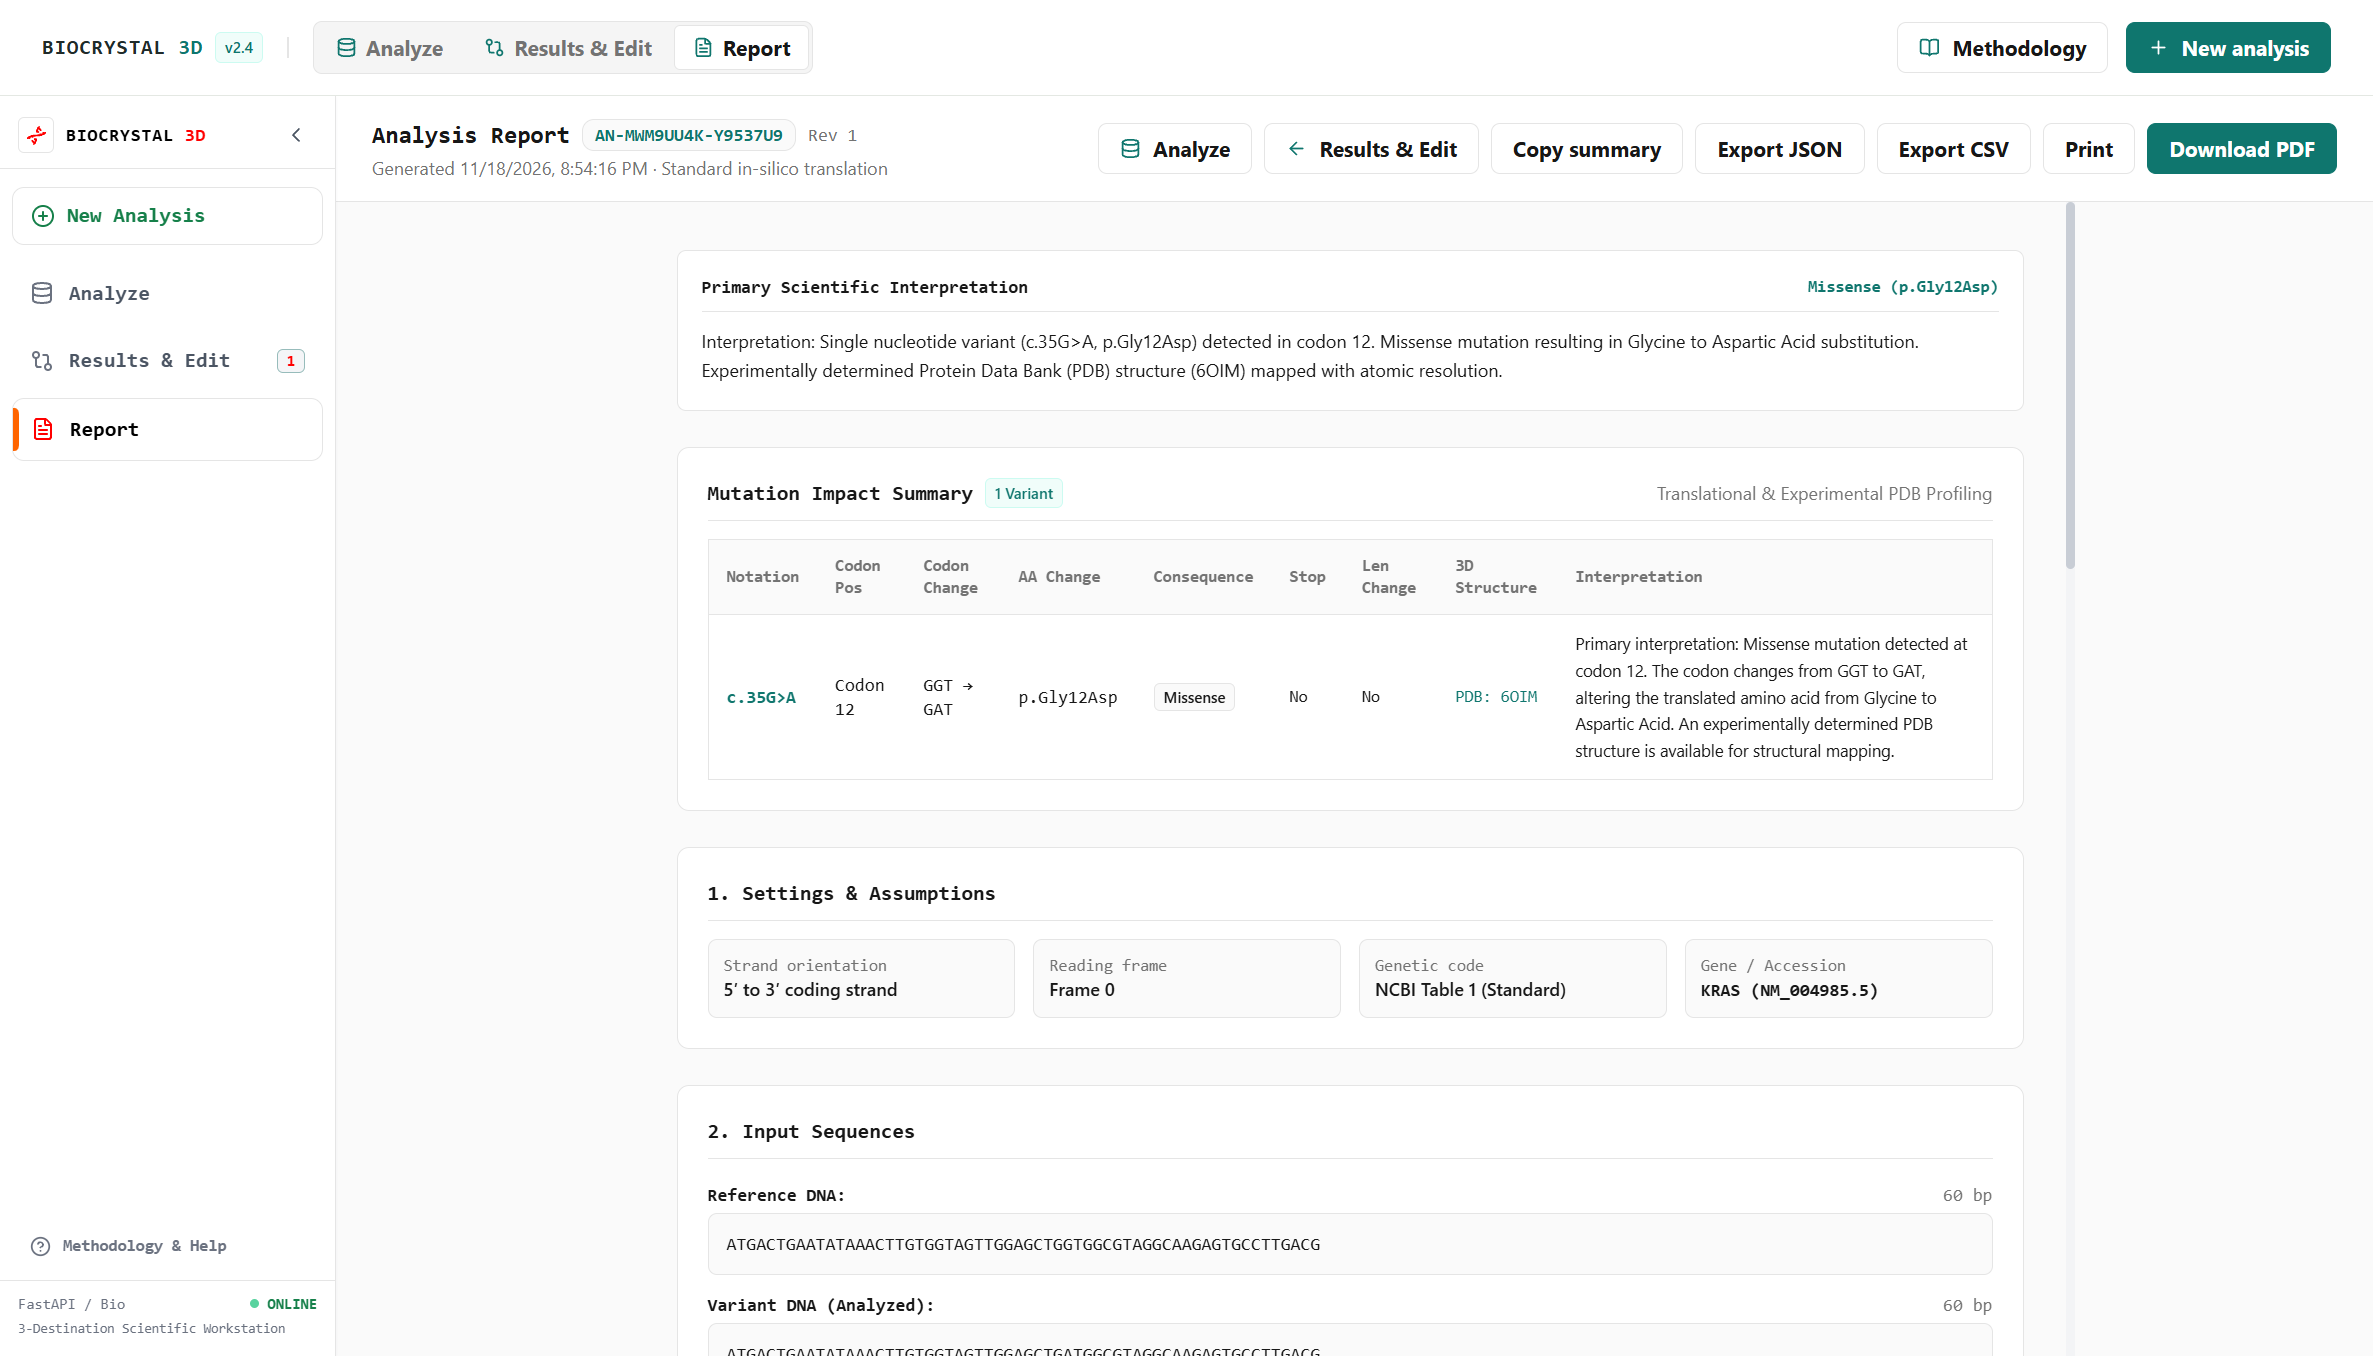 BIOCRYSTAL 3D v2.4
Analyze
Results & Edit
Report
Methodology
+ New analysis
BIOCRYSTAL 3D
New Analysis
Analyze
Results & Edit 1
Report
Methodology & Help
FastAPI / Bio ONLINE
3-Destination Scientific Workstation
Analysis Report AN-MWM9UU4K-Y9537U9 Rev 1
Generated 11/18/2026, 8:54:16 PM · Standard in-silico translation
Analyze
← Results & Edit
Copy summary
Export JSON
Export CSV
Print
Download PDF
Primary Scientific Interpretation Missense (p.Gly12Asp)
Interpretation: Single nucleotide variant (c.35G>A, p.Gly12Asp) detected in codon 12. Missense mutation resulting in Glycine to Aspartic Acid substitution.
Experimentally determined Protein Data Bank (PDB) structure (6OIM) mapped with atomic resolution.
Mutation Impact Summary 1 Variant Translational & Experimental PDB Profiling
Notation
Codon
Pos
Codon
Change
AA Change
Consequence
Stop
Len
Change
3D
Structure
Interpretation
c.35G>A
Codon
12
GGT →
GAT
p.Gly12Asp
Missense
No
No
PDB: 6OIM
Primary interpretation: Missense mutation detected at
codon 12. The codon changes from GGT to GAT,
altering the translated amino acid from Glycine to
Aspartic Acid. An experimentally determined PDB
structure is available for structural mapping.
1. Settings & Assumptions
Strand orientation
5′ to 3′ coding strand
Reading frame
Frame 0
Genetic code
NCBI Table 1 (Standard)
Gene / Accession
KRAS (NM_004985.5)
2. Input Sequences
Reference DNA: 60 bp
ATGACTGAATATAAACTTGTGGTAGTTGGAGCTGGTGGCGTAGGCAAGAGTGCCTTGACG
Variant DNA (Analyzed): 60 bp
ATGACTGAATATAAACTTGTGGTAGTTGGAGCTGATGGCGTAGGCAAGAGTGCCTTGACG